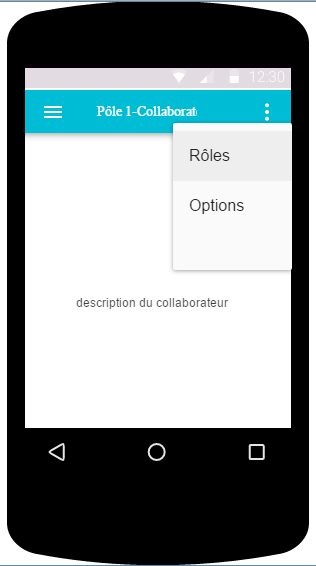 12:30
Pôle 1-Collaborat
Rôles
Options
description du collaborateur